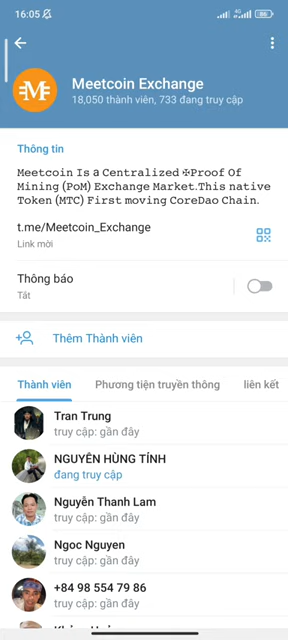 16:05
4G
Meetcoin Exchange
18,050 thành viên, 733 đang truy cập
Thông tin
Meetcoin Is a Centralized ✣Proof Of
Mining (PoM) Exchange Market.This native
Token (MTC) First moving CoreDao Chain.
t.me/Meetcoin_Exchange
Link mời
Thông báo
Tắt
Thêm Thành viên
Thành viên Phương tiện truyền thông liên kết
Tran Trung
truy cập: gần đây
NGUYỄN HÙNG TÍNH
đang truy cập
Nguyễn Thanh Lam
truy cập: gần đây
Ngoc Nguyen
truy cập: gần đây
+84 98 554 79 86
truy cập: gần đây